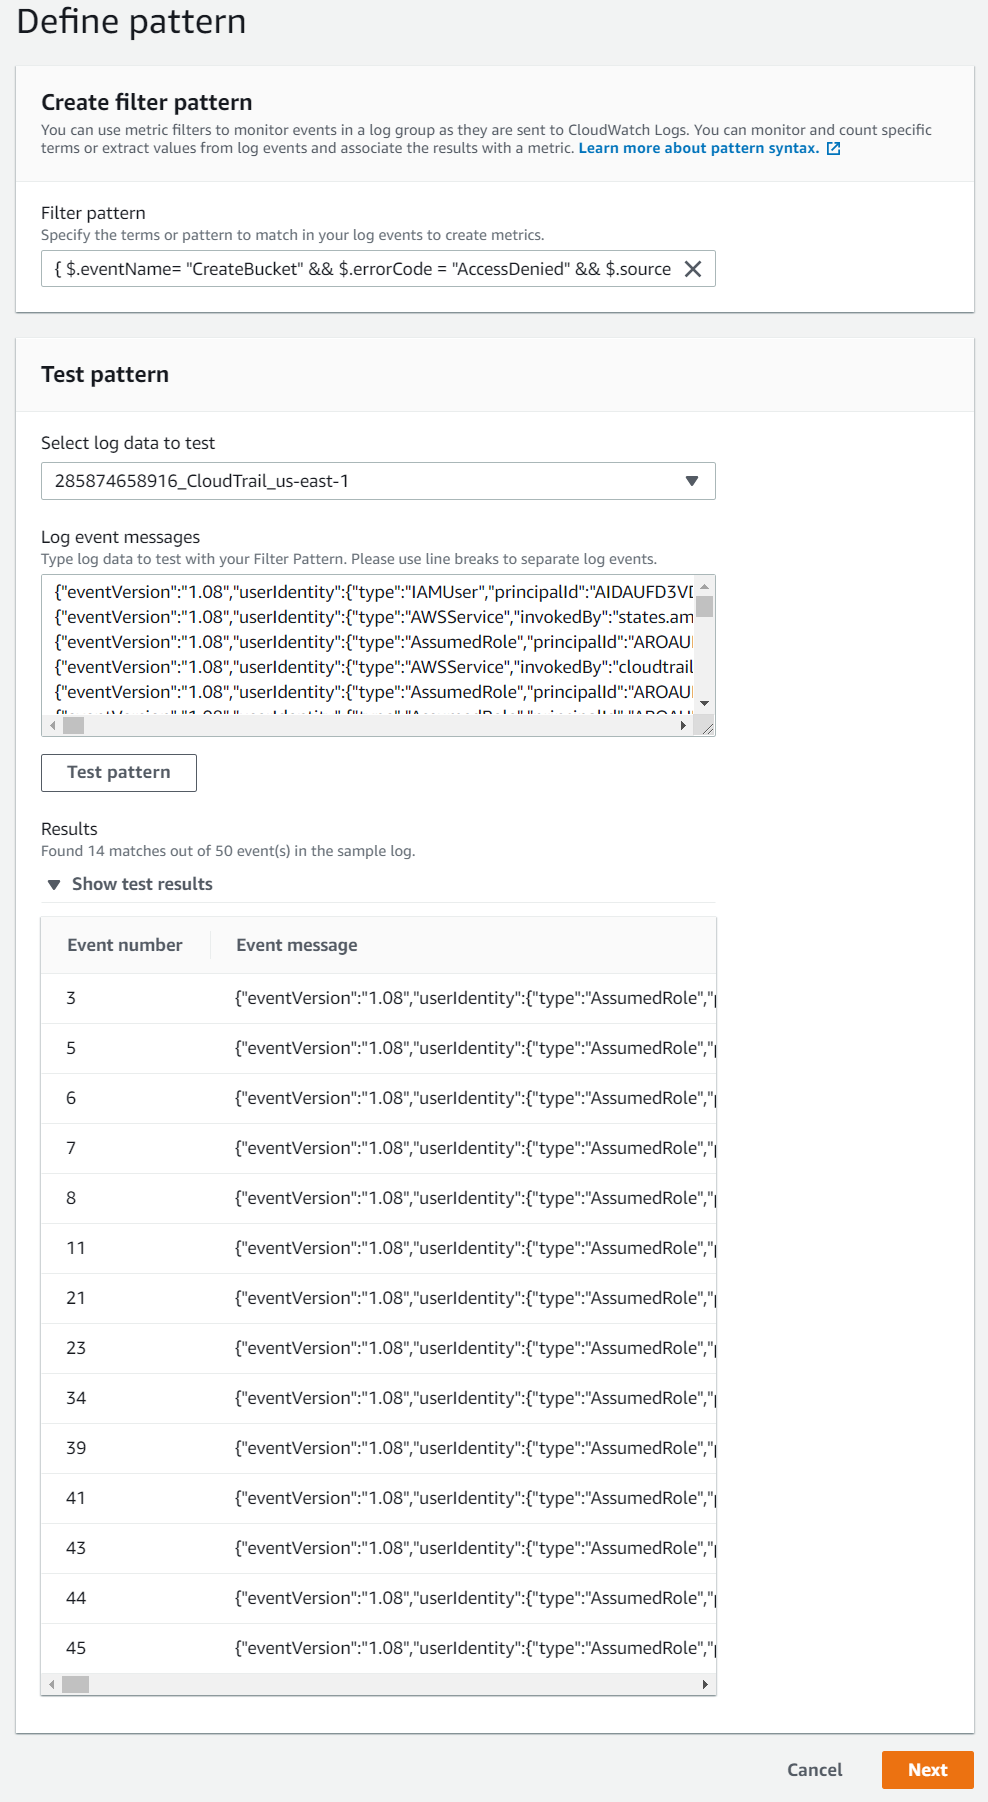 Define pattern
Create filter pattern
You can use metric filters to monitor events in a log group as they are sent to CloudWatch Logs. You can monitor and count specific
terms or extract values from log events and associate the results with a metric. Learn more about pattern syntax.
Filter pattern
Specify the terms or pattern to match in your log events to create metrics.
{ $.eventName= "CreateBucket" && $.errorCode = "AccessDenied" && $.source
Test pattern
Select log data to test
285874658916_CloudTrail_us-east-1
Log event messages
Type log data to test with your Filter Pattern. Please use line breaks to separate log events.
{"eventVersion":"1.08","userIdentity":{"type":"IAMUser","principalId":"AIDAUFD3VD
{"eventVersion":"1.08","userIdentity":{"type":"AWSService","invokedBy":"states.am
{"eventVersion":"1.08","userIdentity":{"type":"AssumedRole","principalId":"AROAU
{"eventVersion":"1.08","userIdentity":{"type":"AWSService","invokedBy":"cloudtrail
{"eventVersion":"1.08","userIdentity":{"type":"AssumedRole","principalId":"AROAU
Test pattern
Results
Found 14 matches out of 50 event(s) in the sample log.
Show test results
Event number Event message
3 {"eventVersion":"1.08","userIdentity":{"type":"AssumedRole","p
5 {"eventVersion":"1.08","userIdentity":{"type":"AssumedRole","p
6 {"eventVersion":"1.08","userIdentity":{"type":"AssumedRole","p
7 {"eventVersion":"1.08","userIdentity":{"type":"AssumedRole","p
8 {"eventVersion":"1.08","userIdentity":{"type":"AssumedRole","p
11 {"eventVersion":"1.08","userIdentity":{"type":"AssumedRole","p
21 {"eventVersion":"1.08","userIdentity":{"type":"AssumedRole","p
23 {"eventVersion":"1.08","userIdentity":{"type":"AssumedRole","p
34 {"eventVersion":"1.08","userIdentity":{"type":"AssumedRole","p
39 {"eventVersion":"1.08","userIdentity":{"type":"AssumedRole","p
41 {"eventVersion":"1.08","userIdentity":{"type":"AssumedRole","p
43 {"eventVersion":"1.08","userIdentity":{"type":"AssumedRole","p
44 {"eventVersion":"1.08","userIdentity":{"type":"AssumedRole","p
45 {"eventVersion":"1.08","userIdentity":{"type":"AssumedRole","p
Cancel Next